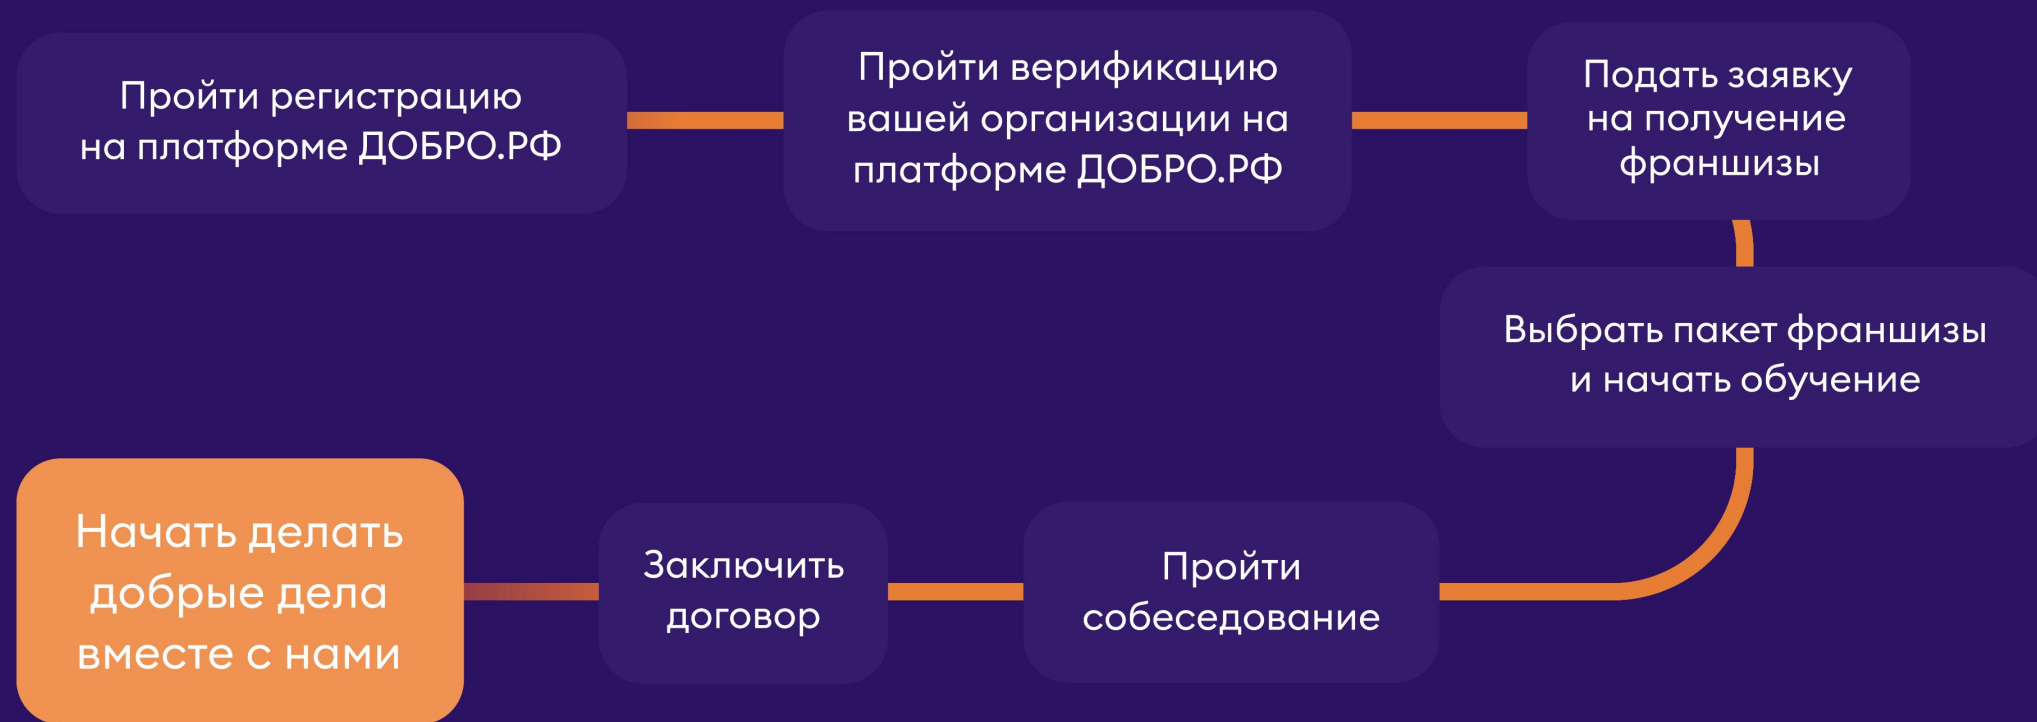 Пройти регистрацию
на платформе ДОБРО.РФ
Пройти верификацию
вашей организации на
платформе ДОБРО.РФ
Подать заявку
на получение
франшизы
Выбрать пакет франшизы
и начать обучение
Пройти
собеседование
Заключить
договор
Начать делать
добрые дела
вместе с нами